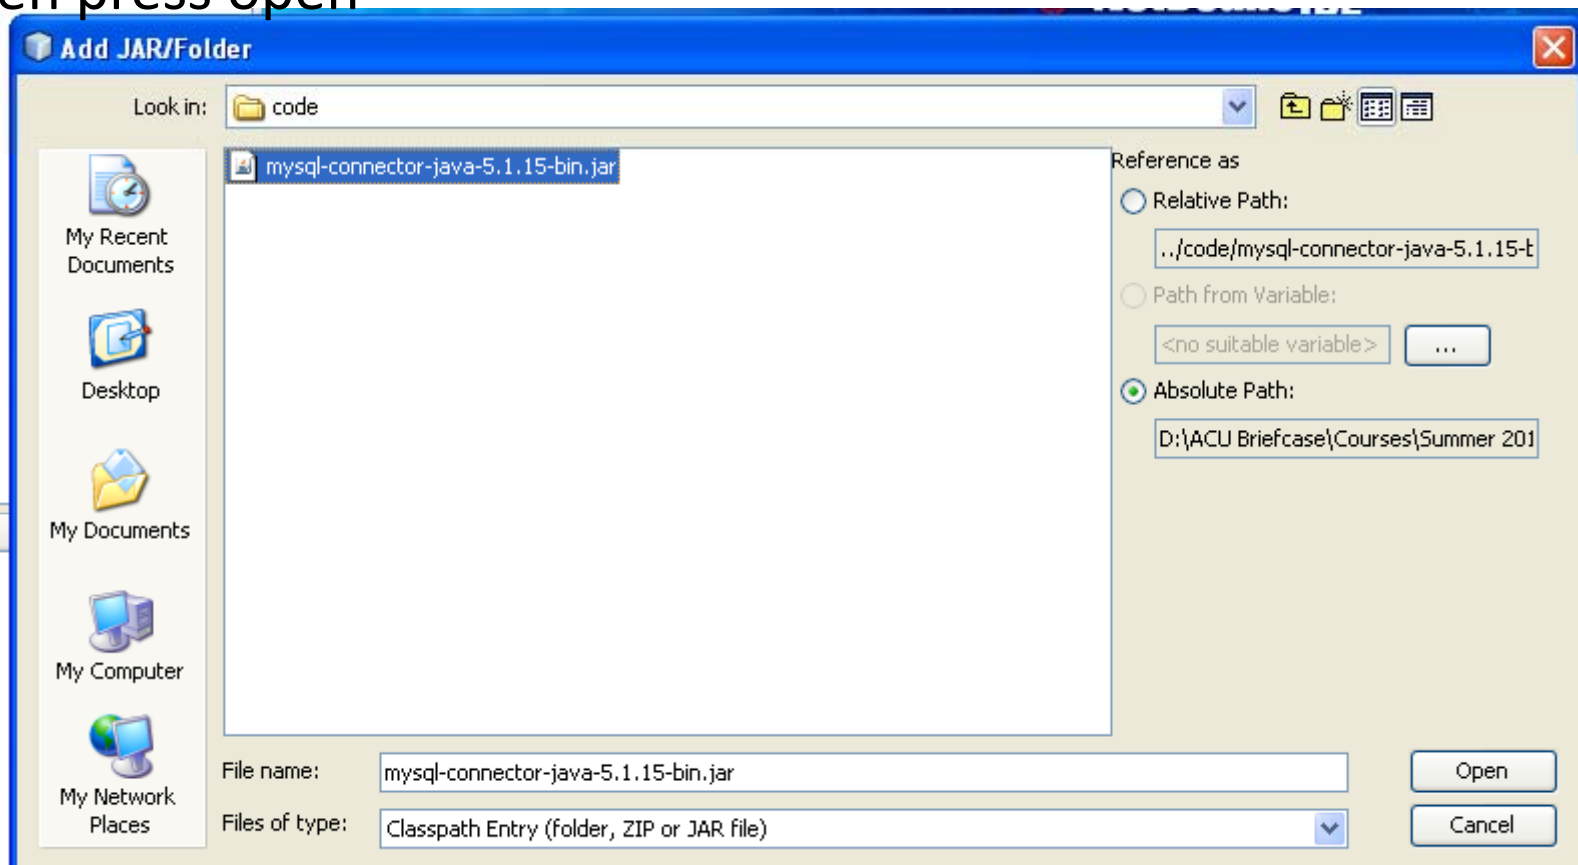 en press open
Add JAR/Folder
Look in:
code
mysql-connector-java-5.1.15-bin.jar
My Recent
Documents
Desktop
My Documents
My Computer
My Network
Places
Reference as
Relative Path:
../code/mysql-connector-java-5.1.15-b
Path from Variable:
<no suitable variable>
...
Absolute Path:
D:\ACU Briefcase\Courses\Summer 201
File name:
mysql-connector-java-5.1.15-bin.jar
Open
Files of type:
Classpath Entry (folder, ZIP or JAR file)
Cancel